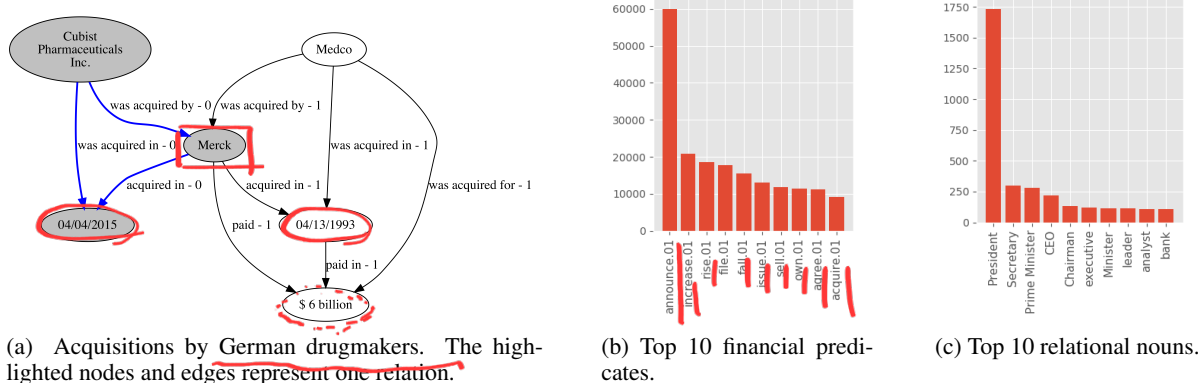 Cubist
Pharmaceuticals
Inc.
Medco
was acquired by - 0
was acquired by - 1
Merck
was acquired in - 0
was acquired in - 1
acquired in - 0
acquired in - 1
was acquired for - 1
04/04/2015
paid - 1
04/13/1993
paid in - 1
$ 6 billion
(a) Acquisitions by German drugmakers. The high-
lighted nodes and edges represent one relation.
60000
50000
40000
30000
20000
10000
0
announce.01
increase.01
rise.01
file.01
fall.01
issue.01
sell.01
own.01
agree.01
acquire.01
(b) Top 10 financial predi-
cates.
1750
1500
1250
1000
750
500
250
0
President
Secretary
Prime Minister
CEO
Chairman
executive
Minister
leader
analyst
bank
(c) Top 10 relational nouns.